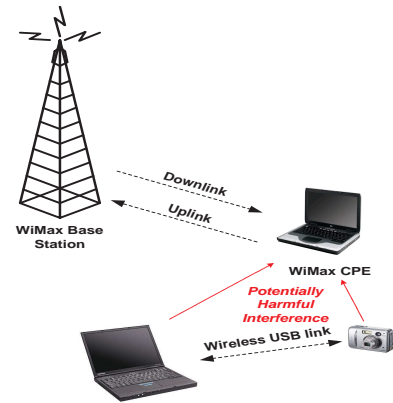 Downlink
Uplink
WiMax Base
Station
WiMax CPE
Potentially
Harmful
Interference
Wireless USB link